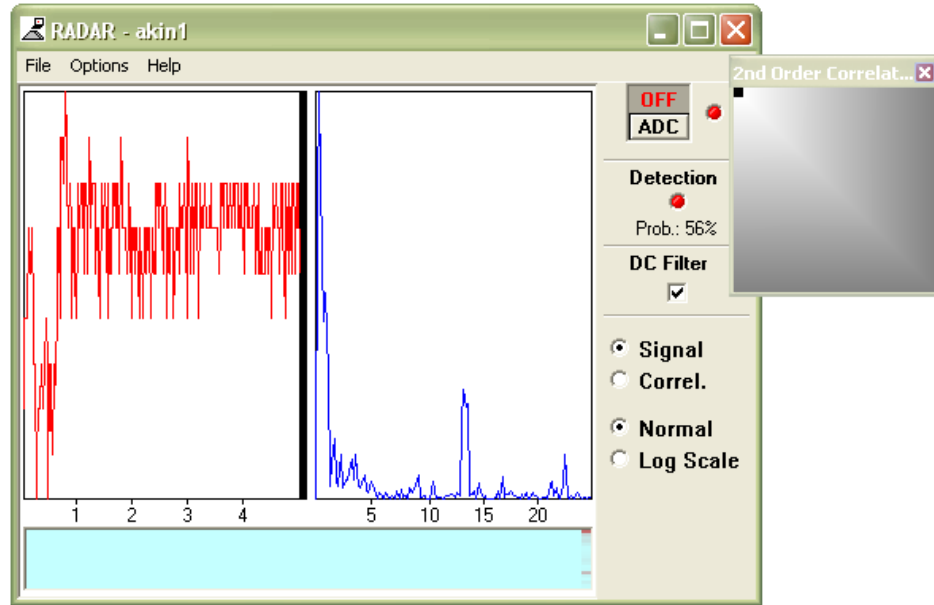 RADAR - akin1
File Options Help
2nd Order Correlat...
OFF
ADC
Detection
Prob.: 56%
DC Filter
Signal
Correl.
Normal
Log Scale
1 2 3 4
5 10 15 20